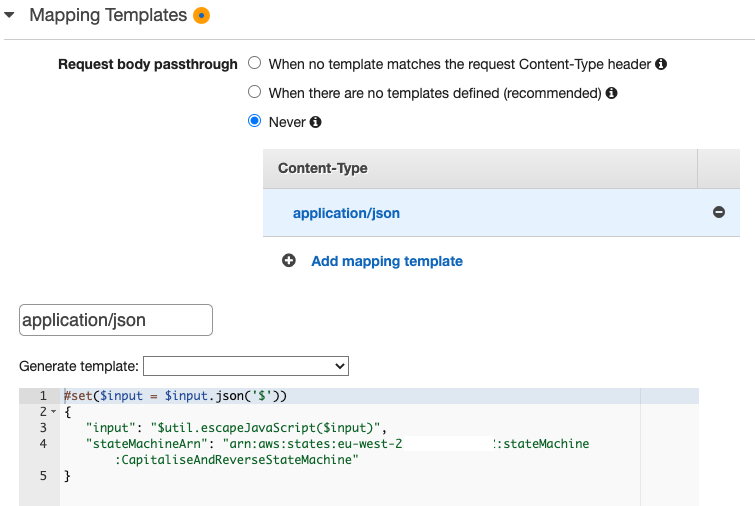 Mapping Templates
Request body passthrough
When no template matches the request Content-Type header
When there are no templates defined (recommended)
Never
Content-Type
application/json
Add mapping template
application/json
Generate template:
1 #set($input = $input.json('$'))
2 {
3 "input": "$util.escapeJavaScript($input)",
4 "stateMachineArn": "arn:aws:states:eu-west-2 :stateMachine
:CapitaliseAndReverseStateMachine"
5 }